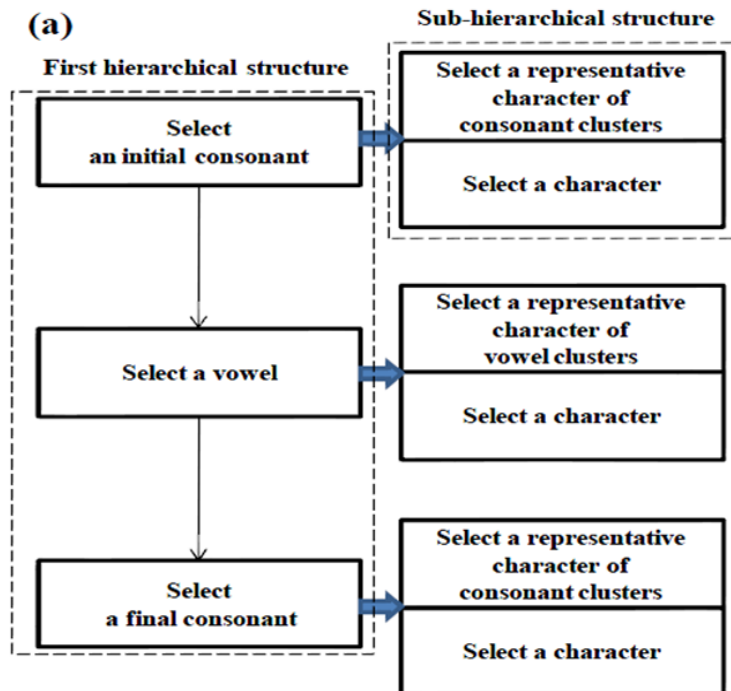 (a)
Sub-hierarchical structure
First hierarchical structure
Select
an initial consonant
Select a representative
character of
consonant clusters
Select a character
Select a vowel
Select a representative
character of
vowel clusters
Select a character
Select
a final consonant
Select a representative
character of
consonant clusters
Select a character